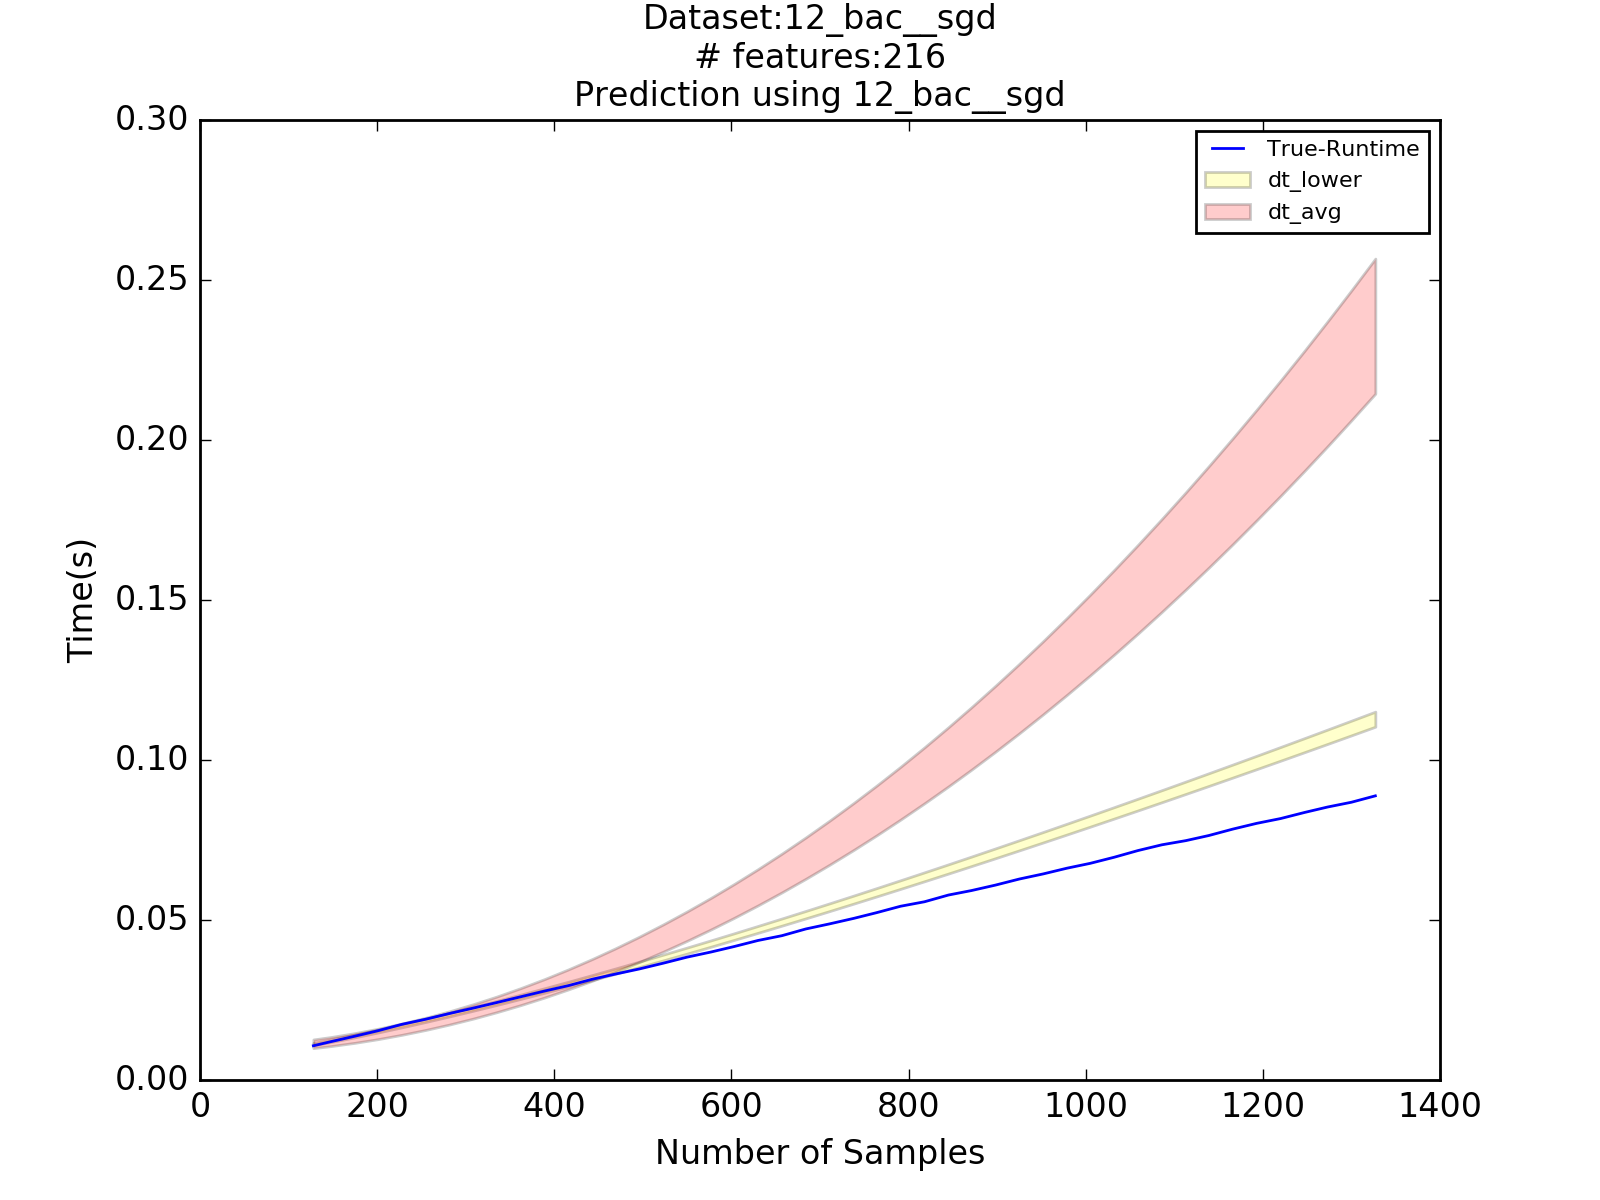 Dataset:12_bac__sgd
# features:216
Prediction using 12_bac__sgd
0.30
0.25
0.20
0.15
0.10
0.05
0.00
Time(s)
True-Runtime
dt_lower
dt_avg
0 200 400 600 800 1000 1200 1400
Number of Samples